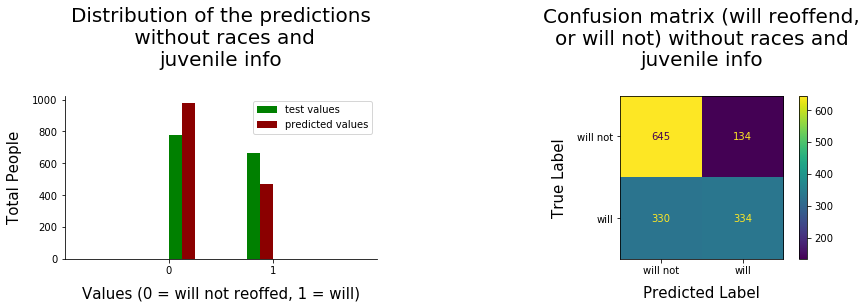 Distribution of the predictions
without races and
juvenile info
1000
800
600
400
200
0
Total People
test values
predicted values
0
1
Values (0 = will not reoffed, 1 = will)
Confusion matrix (will reoffend,
or will not) without races and
juvenile info
True Label
will not
will
645
134
330
334
will not
will
Predicted Label
600
500
400
300
200